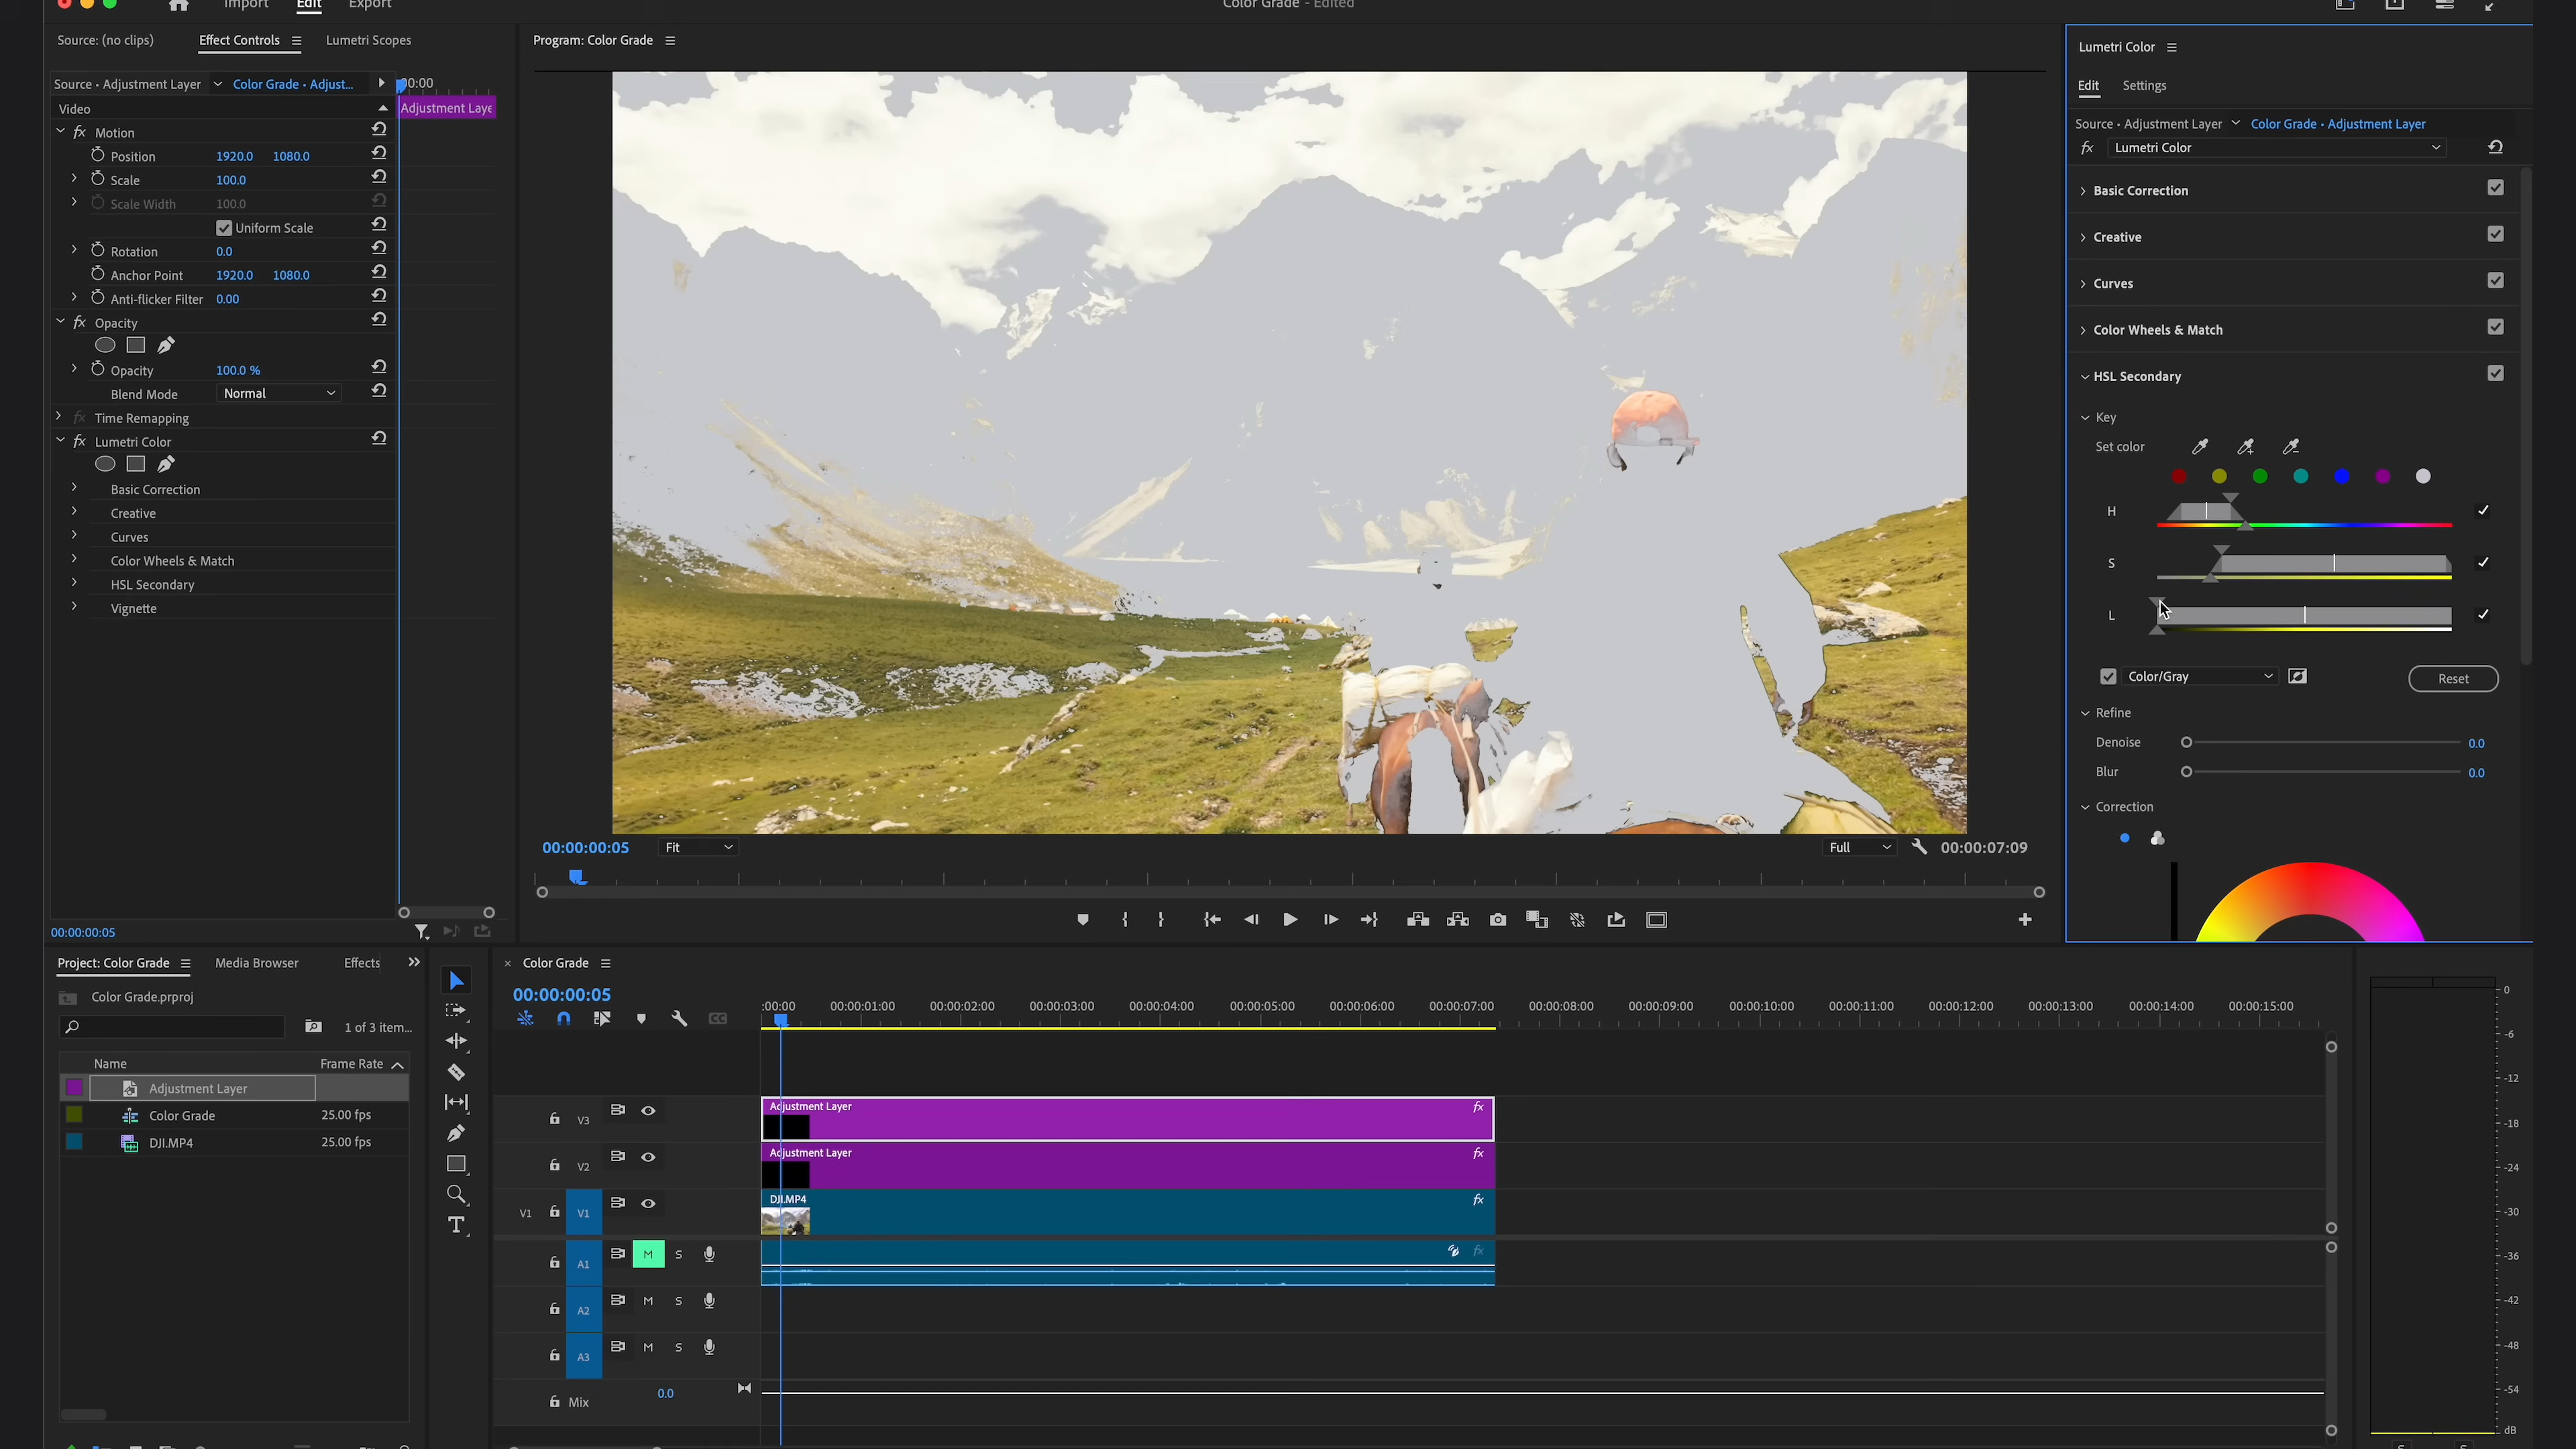 Import Edit Export
Color Grade - Edited
Source: (no clips) Effect Controls Lumetri Scopes
Source • Adjustment Layer Color Grade • Adjust...
Video
Motion
Position 1920.0 1080.0
Scale 100.0
Scale Width 100.0
Uniform Scale
Rotation 0.0
Anchor Point 1920.0 1080.0
Anti-flicker Filter 0.00
fx Opacity
Opacity 100.0 %
Blend Mode Normal
fx Time Remapping
fx Lumetri Color
Basic Correction
Creative
Curves
Color Wheels & Match
HSL Secondary
Vignette
00:00:00:05
:00:00
Adjustment Laye
Program: Color Grade
00:00:00:05 Fit Full 00:00:07:09
Lumetri Color
Edit Settings
Source • Adjustment Layer Color Grade • Adjustment Layer
fx Lumetri Color
Basic Correction
Creative
Curves
Color Wheels & Match
HSL Secondary
Key
Set color
H
S
L
Color/Gray Reset
Refine
Denoise 0.0
Blur 0.0
Correction
Project: Color Grade Media Browser Effects
Color Grade.prproj
1 of 3 item...
Name Frame Rate
Adjustment Layer
Color Grade 25.00 fps
DJI.MP4 25.00 fps
Color Grade
00:00:00:05
:00:00 00:00:01:00 00:00:02:00 00:00:03:00 00:00:04:00 00:00:05:00 00:00:06:00 00:00:07:00 00:00:08:00 00:00:09:00 00:00:10:00 00:00:11:00 00:00:12:00 00:00:13:00 00:00:14:00 00:00:15:00
V3 Adjustment Layer fx
V2 Adjustment Layer fx
V1 V1 DJI.MP4 fx
A1 M S fx
A2 M S
A3 M S
Mix 0.0
0
-6
-12
-18
-24
-30
-36
-42
-48
-54
dB